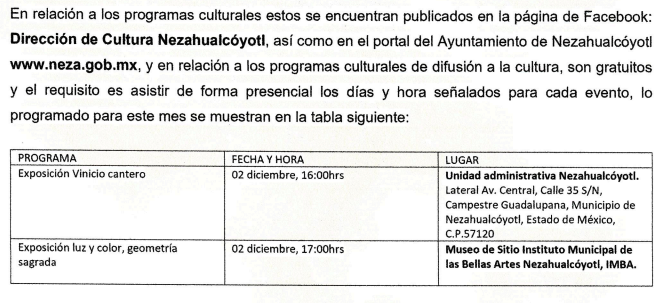 En relación a los programas culturales estos se encuentran publicados en la página de Facebook:
Dirección de Cultura Nezahualcóyotl, así como en el portal del Ayuntamiento de Nezahualcóyotl
www.neza.gob.mx, y en relación a los programas culturales de difusión a la cultura, son gratuitos
y el requisito es asistir de forma presencial los días y hora señalados para cada evento, lo
programado para este mes se muestran en la tabla siguiente:
PROGRAMA FECHA Y HORA LUGAR
Exposición Vinicio cantero 02 diciembre, 16:00hrs Unidad administrativa Nezahualcóyotl.
Lateral Av. Central, Calle 35 S/N,
Campestre Guadalupana, Municipio de
Nezahualcóyotl, Estado de México,
C.P.57120
Exposición luz y color, geometría 02 diciembre, 17:00hrs Museo de Sitio Instituto Municipal de
sagrada las Bellas Artes Nezahualcóyotl, IMBA.